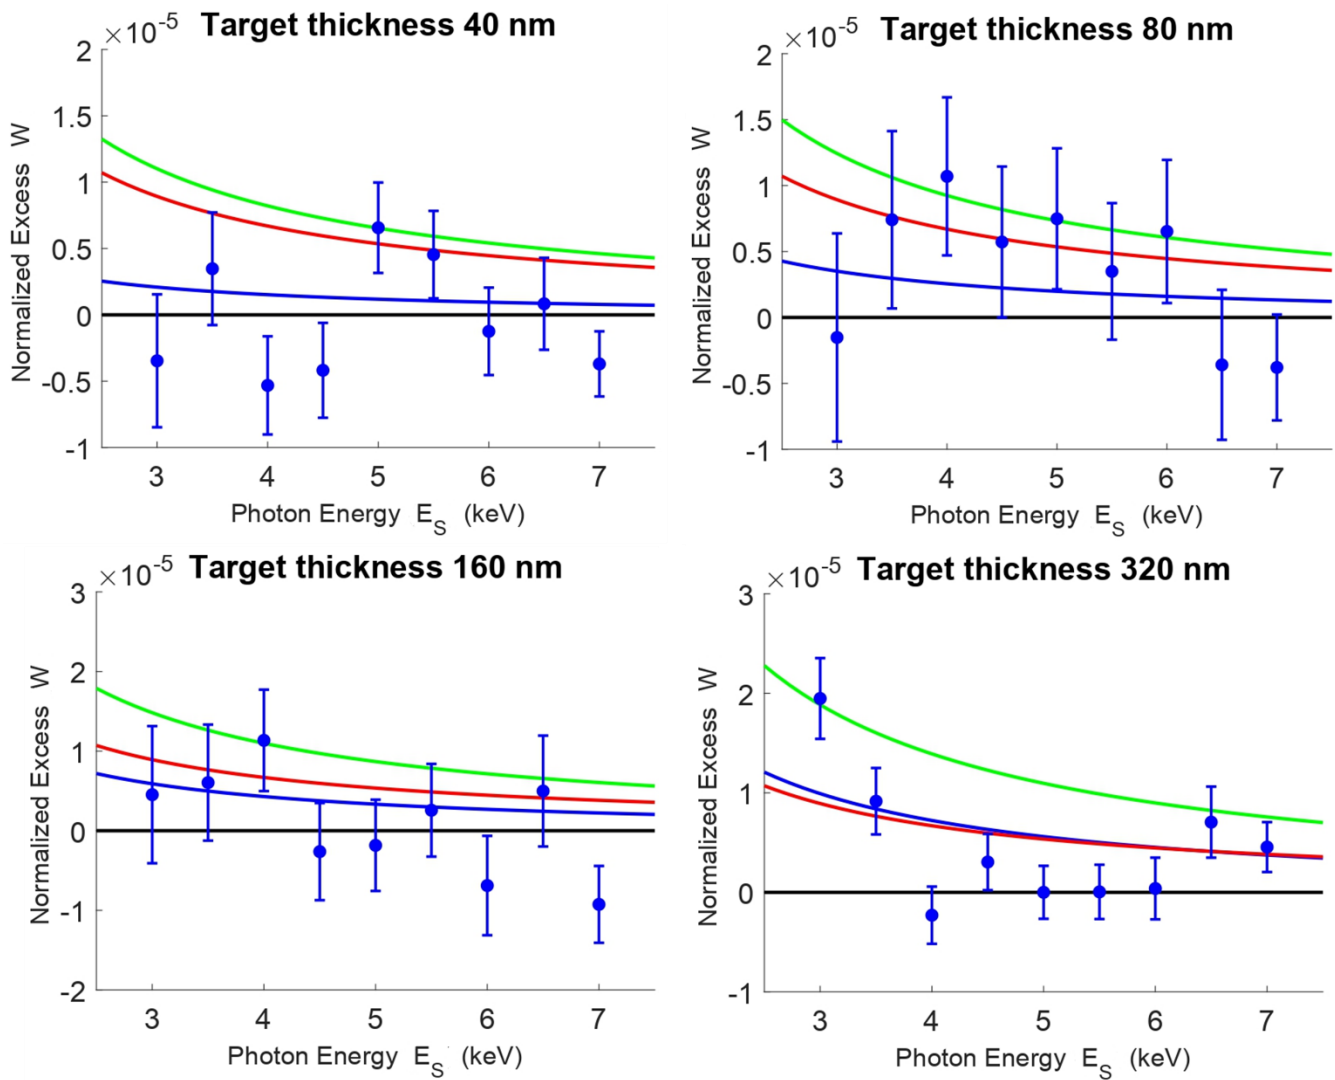 ×10⁻⁵ Target thickness 40 nm
2
1.5
1
0.5
0
-0.5
-1
Normalized Excess W
3 4 5 6 7
Photon Energy E_S (keV)
×10⁻⁵ Target thickness 80 nm
2
1.5
1
0.5
0
-0.5
-1
Normalized Excess W
3 4 5 6 7
Photon Energy E_S (keV)
×10⁻⁵ Target thickness 160 nm
3
2
1
0
-1
-2
Normalized Excess W
3 4 5 6 7
Photon Energy E_S (keV)
×10⁻⁵ Target thickness 320 nm
3
2
1
0
-1
Normalized Excess W
3 4 5 6 7
Photon Energy E_S (keV)